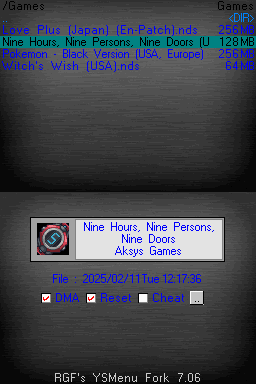 /Games Games
.. <DIR>
Love Plus (Japan) (En-Patch).nds 256MB
Nine Hours, Nine Persons, Nine Doors (U 128MB
Pokemon - Black Version (USA, Europe) 256MB
Witch's Wish (USA).nds 64MB
Nine Hours, Nine Persons,
Nine Doors
Aksys Games
File : 2025/02/11Tue 12:17:36
DMA Reset Cheat ..
RGF's YSMenu Fork 7.06